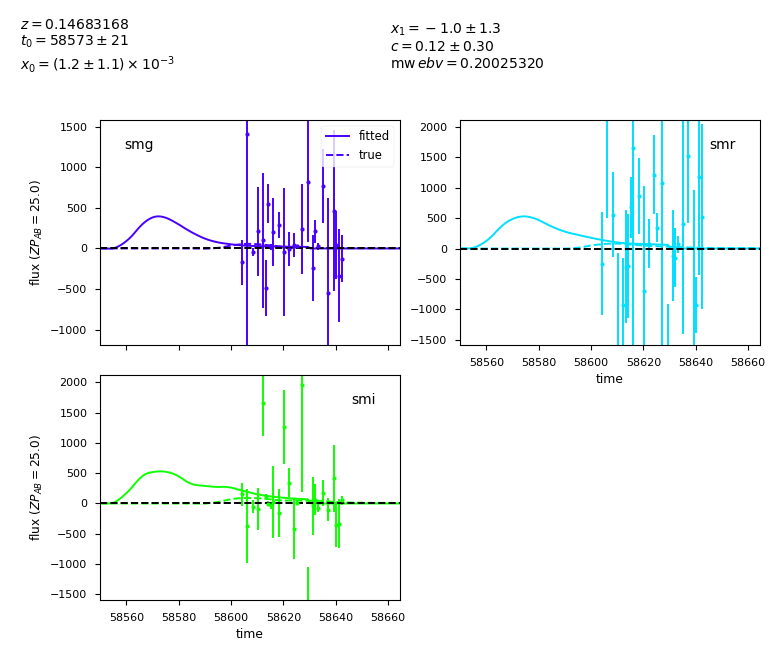 z = 0.14683168
t0 = 58573 ± 21
x0 = (1.2 ± 1.1) × 10^−3
x1 = −1.0 ± 1.3
c = 0.12 ± 0.30
mw ebv = 0.20025320
smg
fitted
true
1500
1000
500
0
−500
−1000
flux (ZP_AB = 25.0)
smr
2000
1500
1000
500
0
−500
−1000
−1500
58560 58580 58600 58620 58640 58660
time
smi
2000
1500
1000
500
0
−500
−1000
−1500
flux (ZP_AB = 25.0)
58560 58580 58600 58620 58640 58660
time